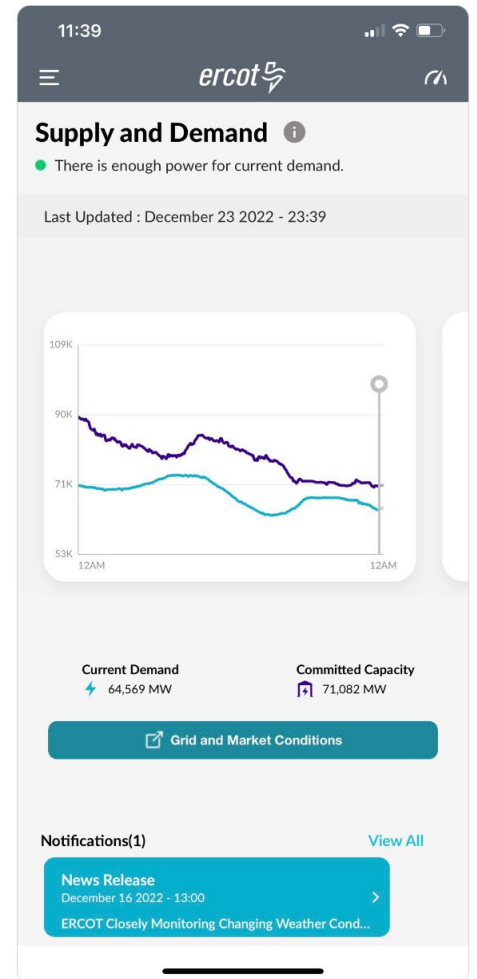 11:39
ercot
Supply and Demand
There is enough power for current demand.
Last Updated : December 23 2022 - 23:39
109K
90K
71K
53K
12AM 12AM
Current Demand Committed Capacity
64,569 MW 71,082 MW
Grid and Market Conditions
Notifications(1) View All
News Release
December 16 2022 - 13:00
ERCOT Closely Monitoring Changing Weather Cond...